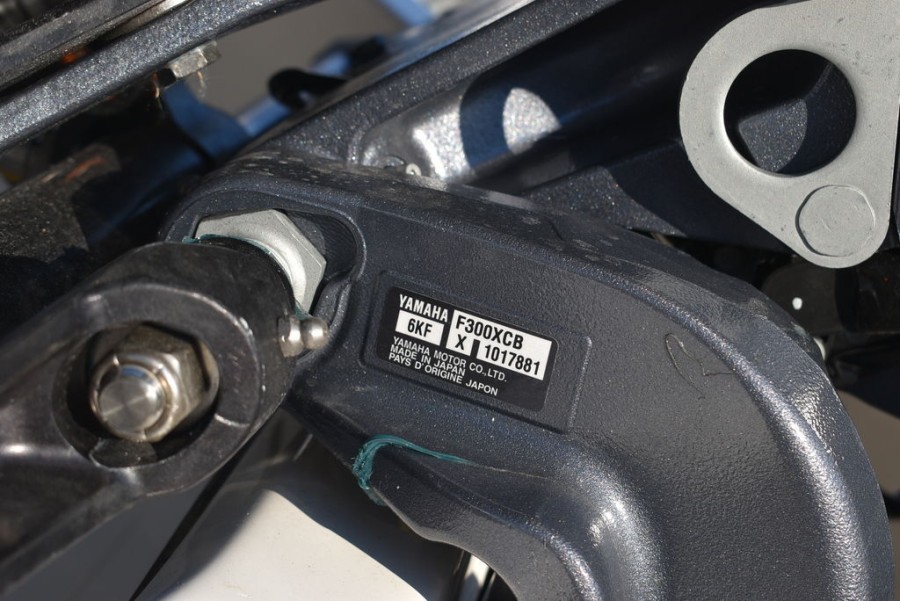 YAMAHA
6KF
F300XCB
X 1017881
YAMAHA MOTOR CO.,LTD.
MADE IN JAPAN
PAYS D'ORIGINE JAPON